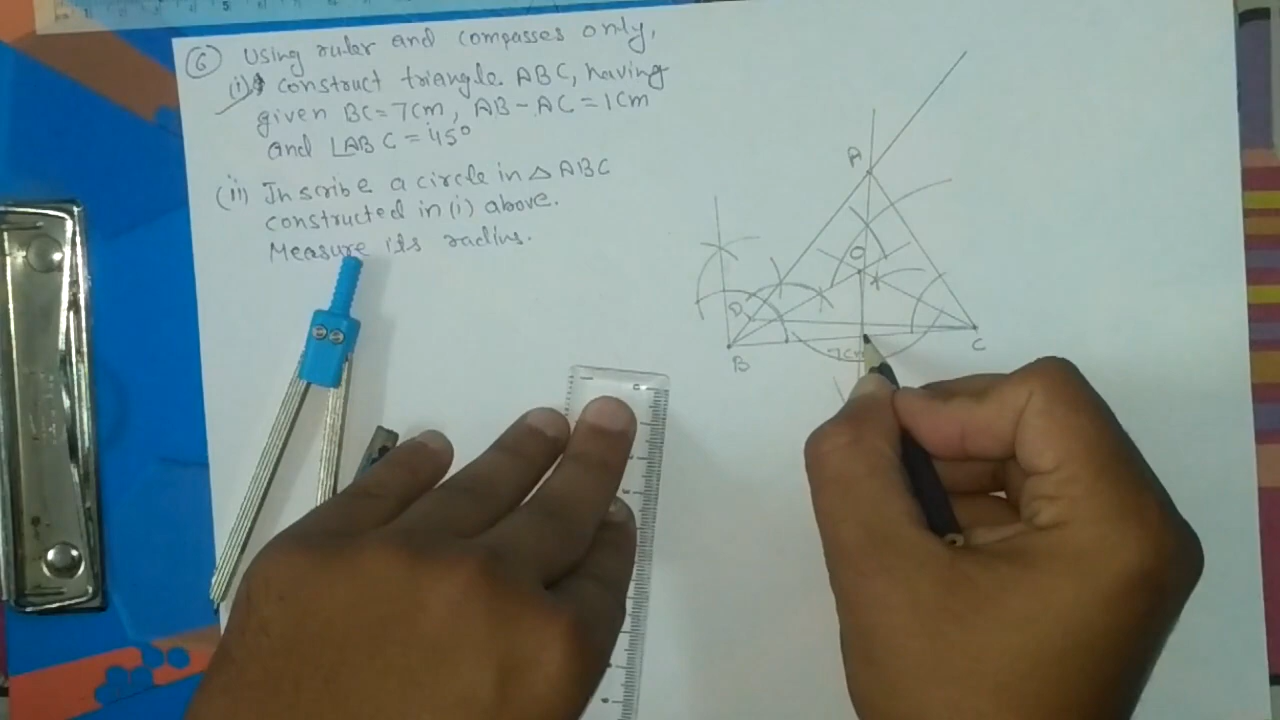 6 Using ruler and compasses only,
(i) construct triangle ABC, having
given BC = 7cm, AB - AC = 1cm
and ∠ABC = 45°
(ii) Inscribe a circle in △ ABC
constructed in (i) above.
Measure its radius.
A
O
D
B
7cm
C